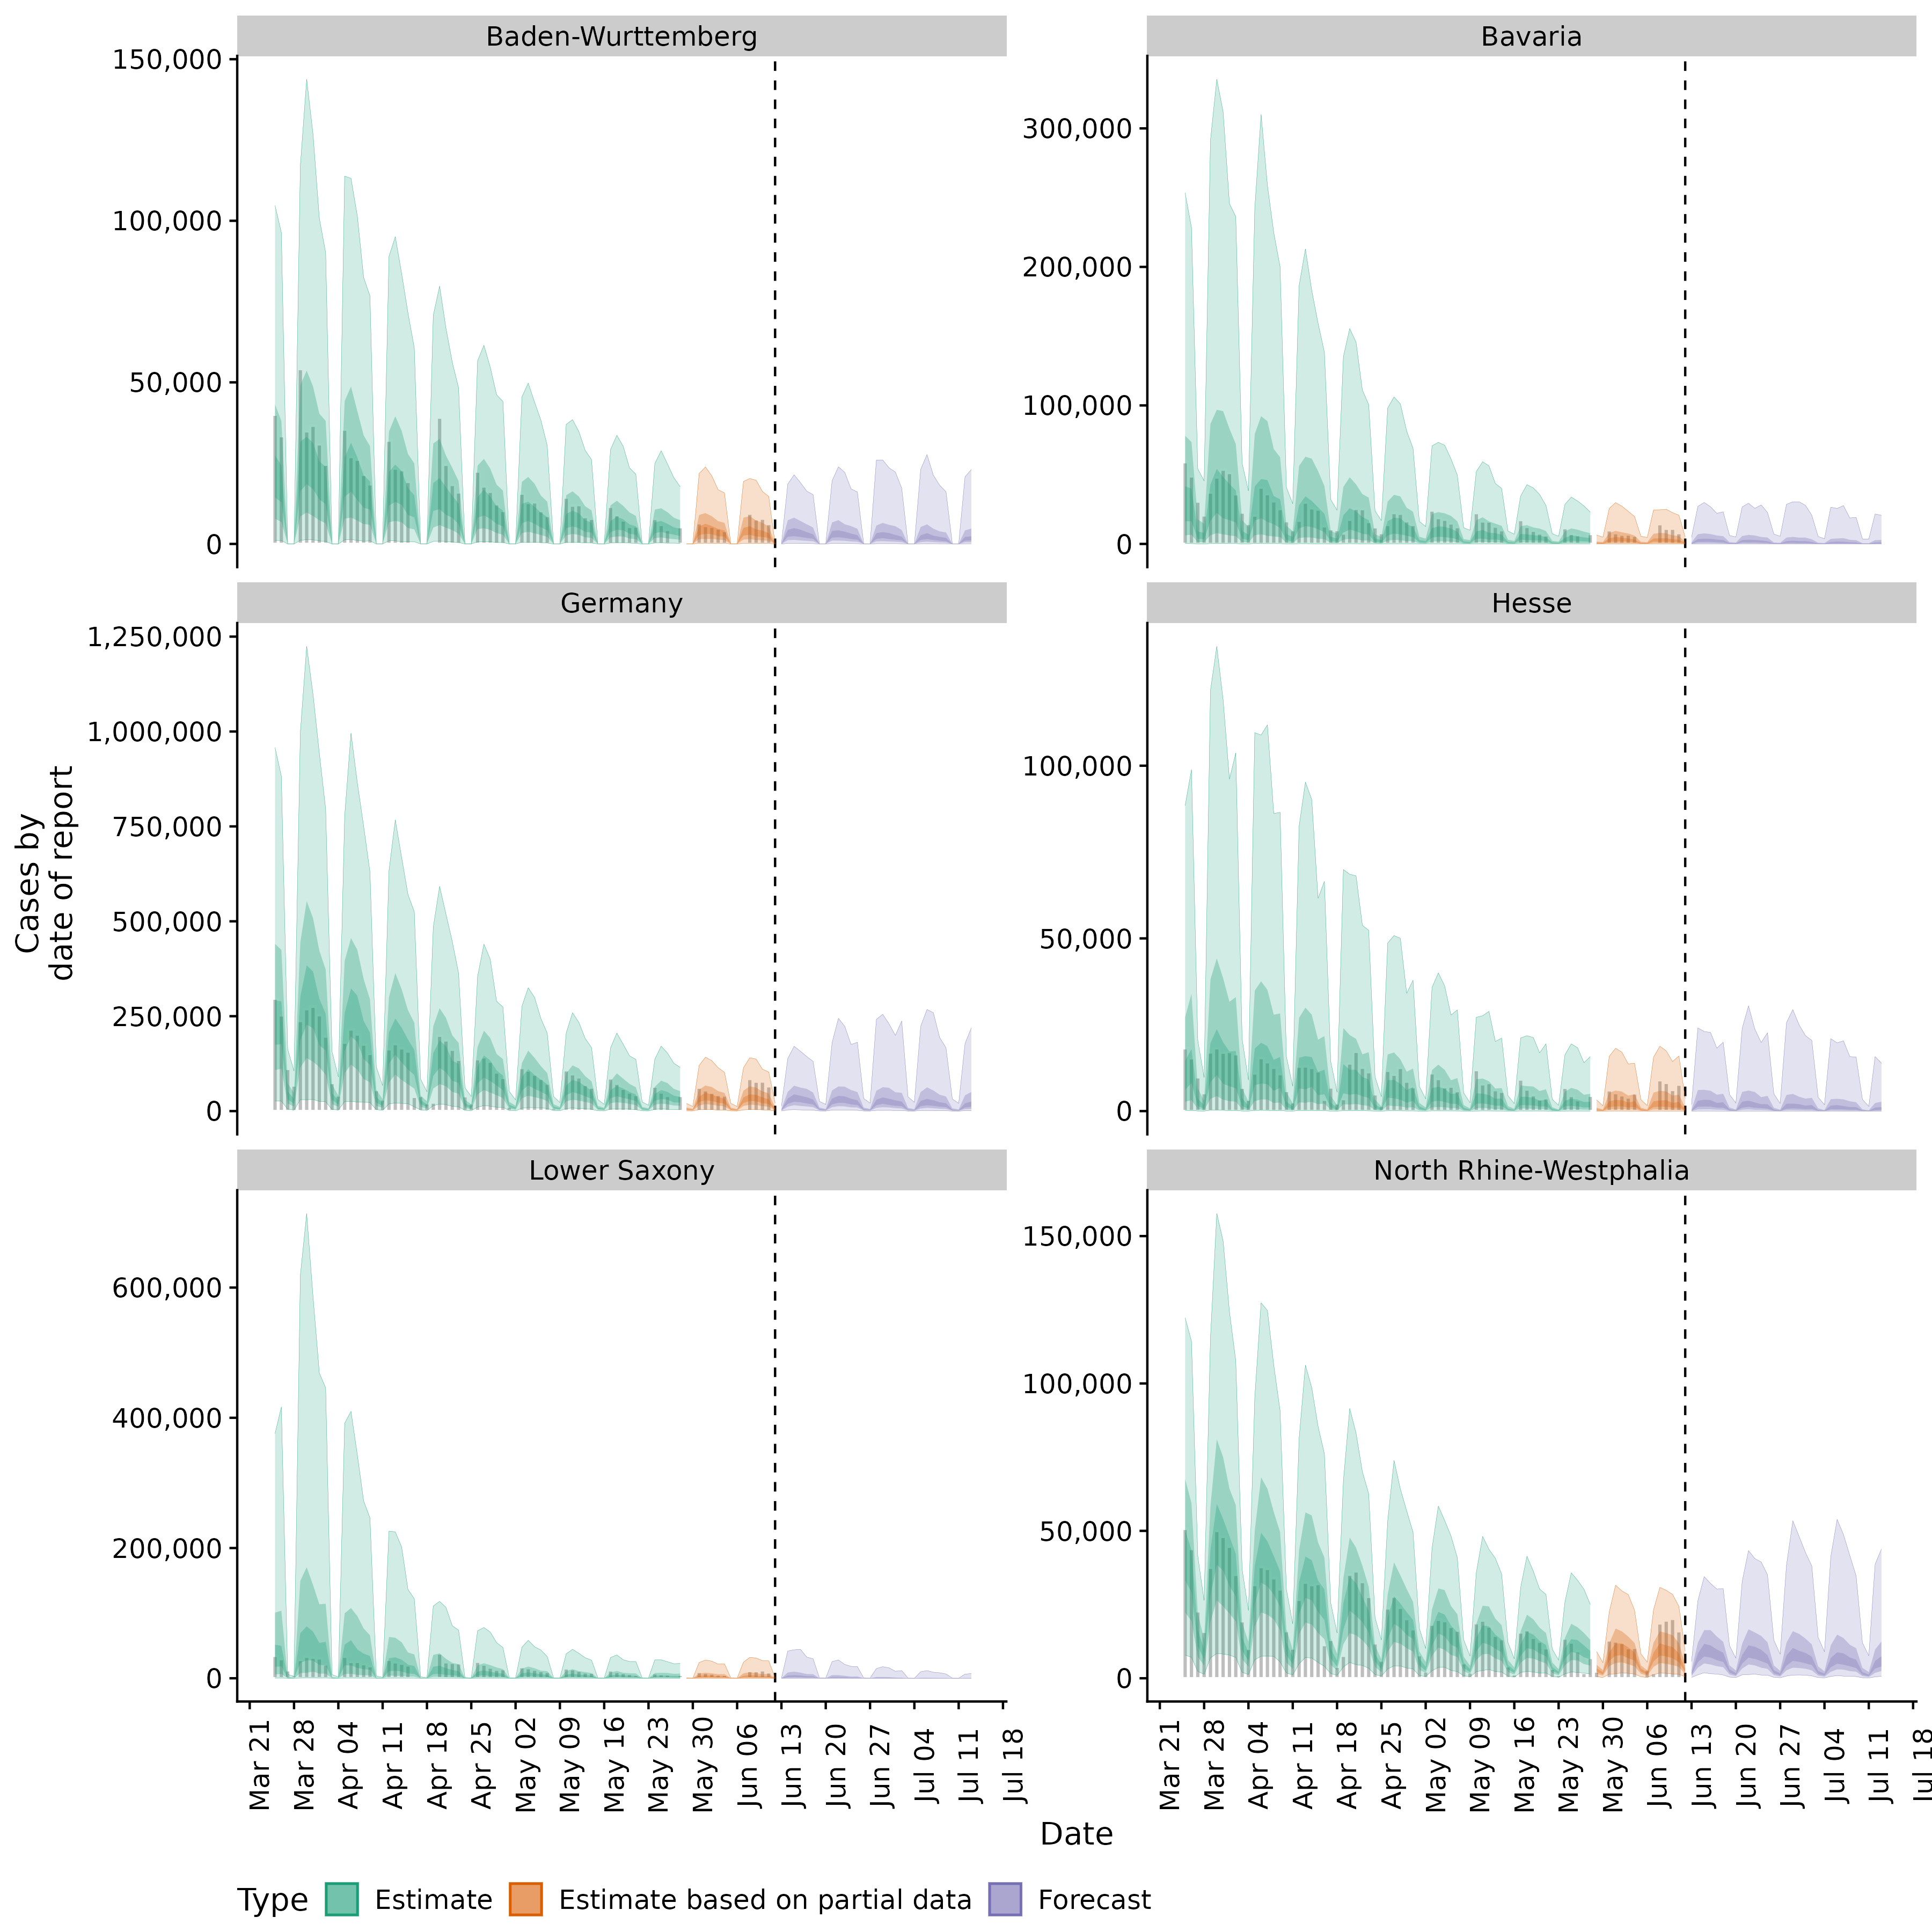 Baden-Wurttemberg
Bavaria
150,000
100,000
50,000
0
300,000
200,000
100,000
0
Germany
Hesse
1,250,000
1,000,000
750,000
500,000
250,000
0
100,000
50,000
0
Cases by
date of report
Lower Saxony
North Rhine-Westphalia
600,000
400,000
200,000
0
150,000
100,000
50,000
0
Mar 21
Mar 28
Apr 04
Apr 11
Apr 18
Apr 25
May 02
May 09
May 16
May 23
May 30
Jun 06
Jun 13
Jun 20
Jun 27
Jul 04
Jul 11
Jul 18
Mar 21
Mar 28
Apr 04
Apr 11
Apr 18
Apr 25
May 02
May 09
May 16
May 23
May 30
Jun 06
Jun 13
Jun 20
Jun 27
Jul 04
Jul 11
Jul 18
Date
Type Estimate Estimate based on partial data Forecast